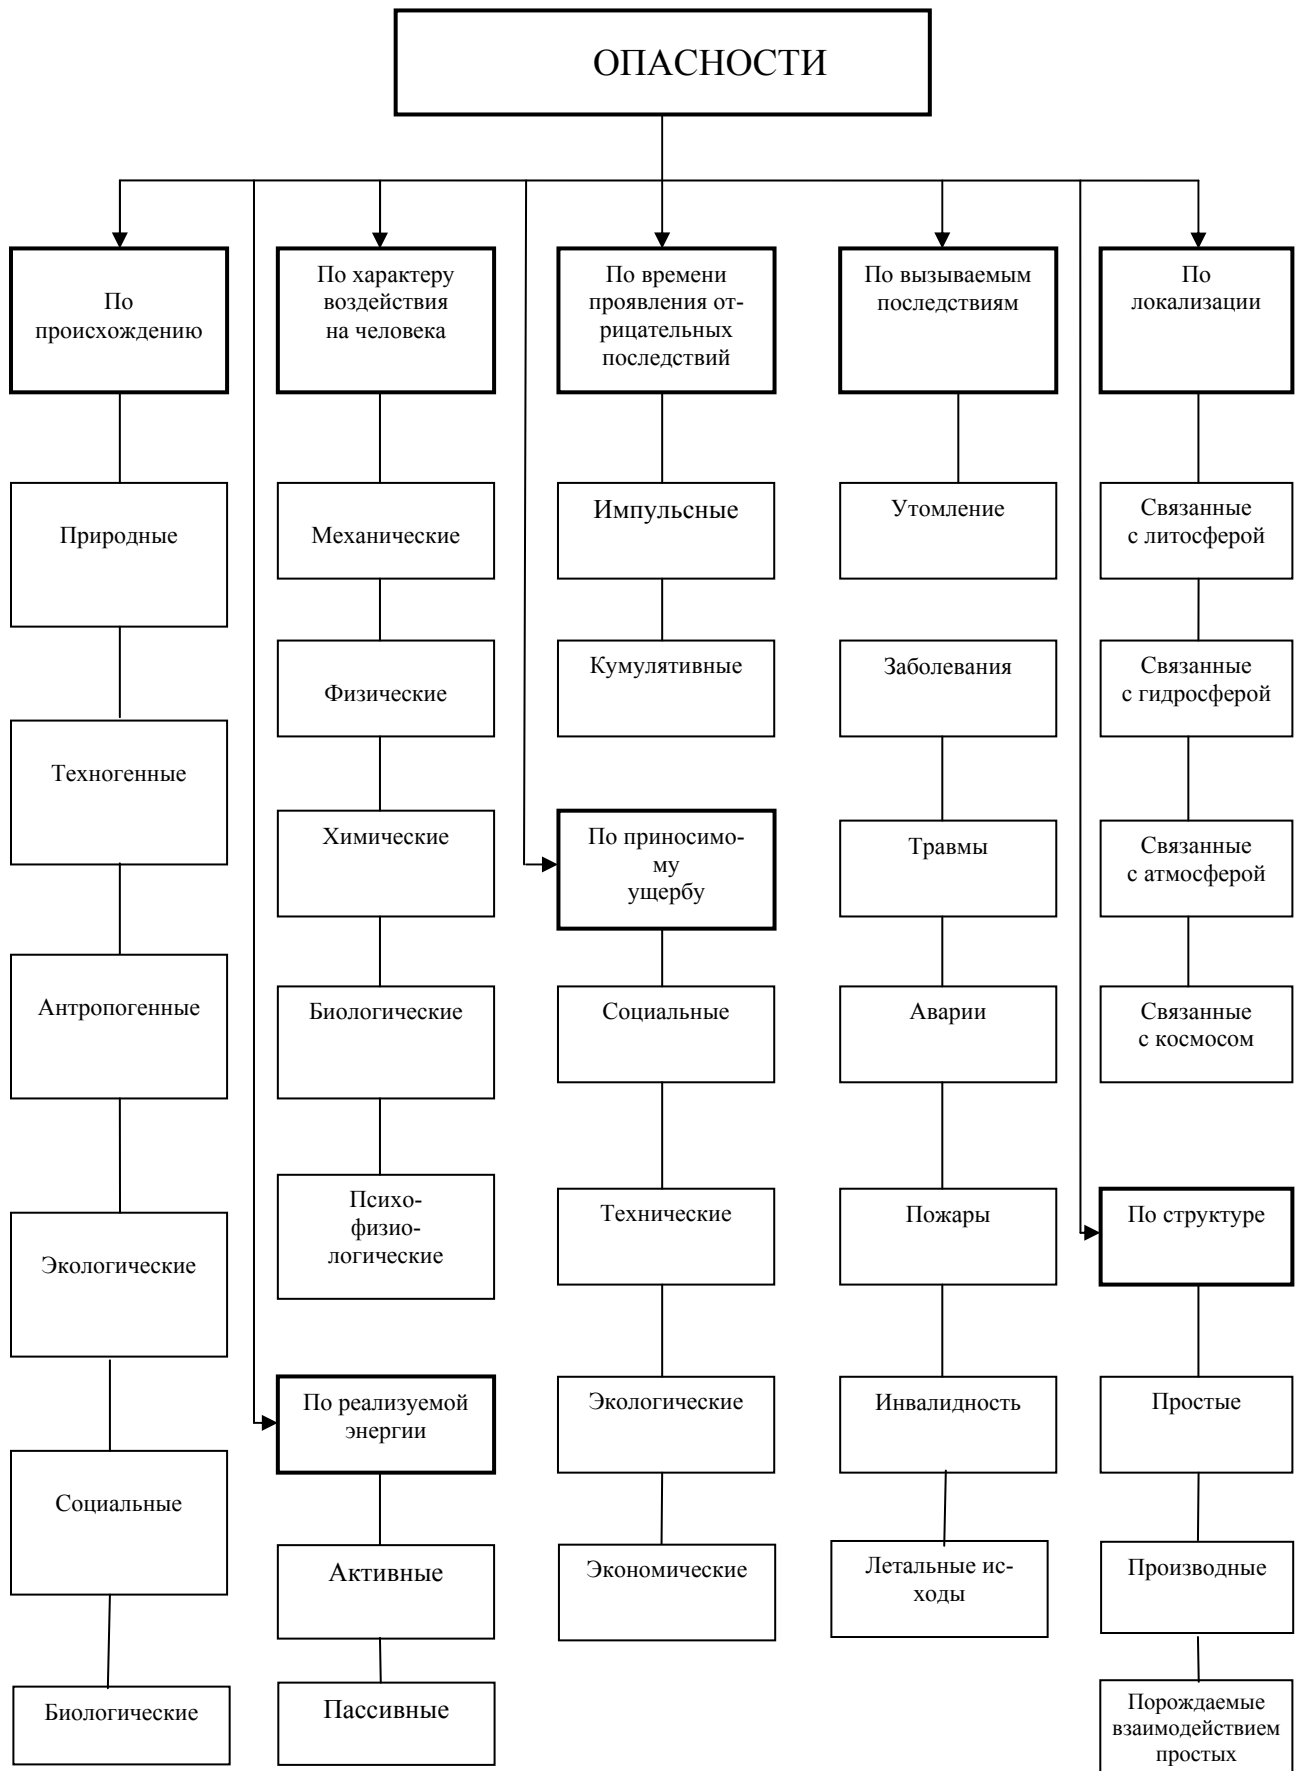 ОПАСНОСТИ
По
происхождению
Природные
Техногенные
Антропогенные
Экологические
Социальные
Биологические
По характеру
воздействия
на человека
Механические
Физические
Химические
Биологические
Психо-
физио-
логические
По реализуемой
энергии
Активные
Пассивные
По времени
проявления от-
рицательных
последствий
Импульсные
Кумулятивные
По приносимо-
му
ущербу
Социальные
Технические
Экологические
Экономические
По вызываемым
последствиям
Утомление
Заболевания
Травмы
Аварии
Пожары
Инвалидность
Летальные ис-
ходы
По
локализации
Связанные
с литосферой
Связанные
с гидросферой
Связанные
с атмосферой
Связанные
с космосом
По структуре
Простые
Производные
Порождаемые
взаимодействием
простых